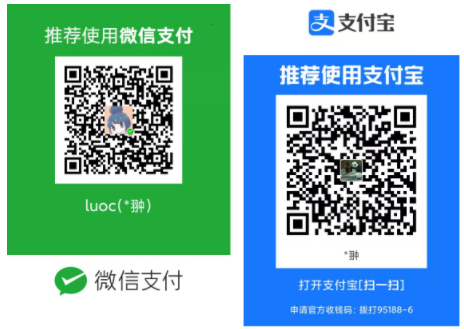 推荐使用微信支付
luoc(*翀)
微信支付
支付宝
推荐使用支付宝
*翀
打开支付宝[扫一扫]
申请官方收钱码：拨打95188-6